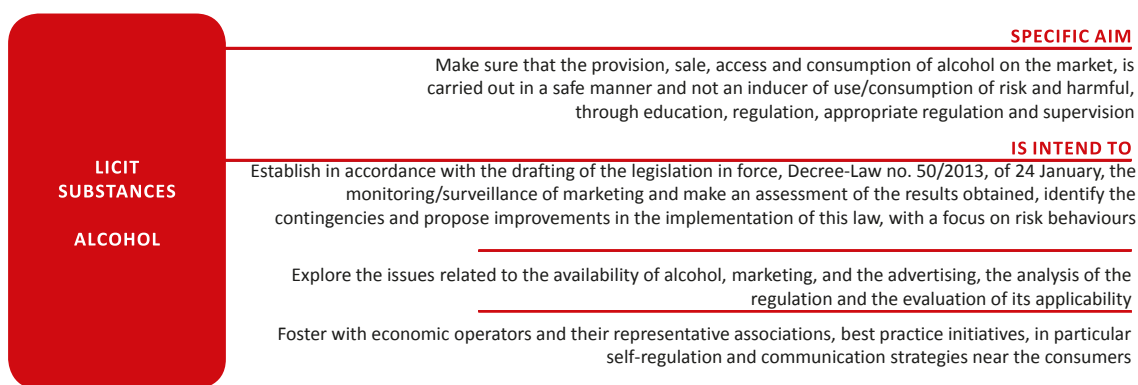 LICIT
SUBSTANCES
ALCOHOL
SPECIFIC AIM
Make sure that the provision, sale, access and consumption of alcohol on the market, is
carried out in a safe manner and not an inducer of use/consumption of risk and harmful,
through education, regulation, appropriate regulation and supervision
IS INTEND TO
Establish in accordance with the drafting of the legislation in force, Decree-Law no. 50/2013, of 24 January, the
monitoring/surveillance of marketing and make an assessment of the results obtained, identify the
contingencies and propose improvements in the implementation of this law, with a focus on risk behaviours
Explore the issues related to the availability of alcohol, marketing, and the advertising, the analysis of the
regulation and the evaluation of its applicability
Foster with economic operators and their representative associations, best practice initiatives, in particular
self-regulation and communication strategies near the consumers